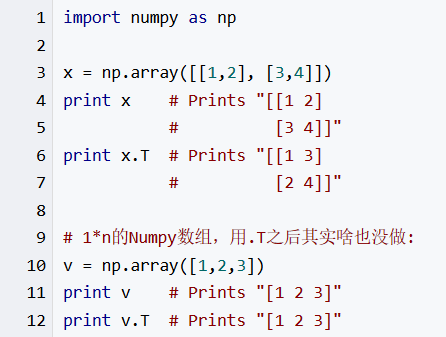 1 import numpy as np
2
3 x = np.array([[1,2], [3,4]])
4 print x    # Prints "[[1 2]
5            #          [3 4]]"
6 print x.T  # Prints "[[1 3]
7            #          [2 4]]"
8
9 # 1*n的Numpy数组，用.T之后其实啥也没做:
10 v = np.array([1,2,3])
11 print v    # Prints "[1 2 3]"
12 print v.T  # Prints "[1 2 3]"